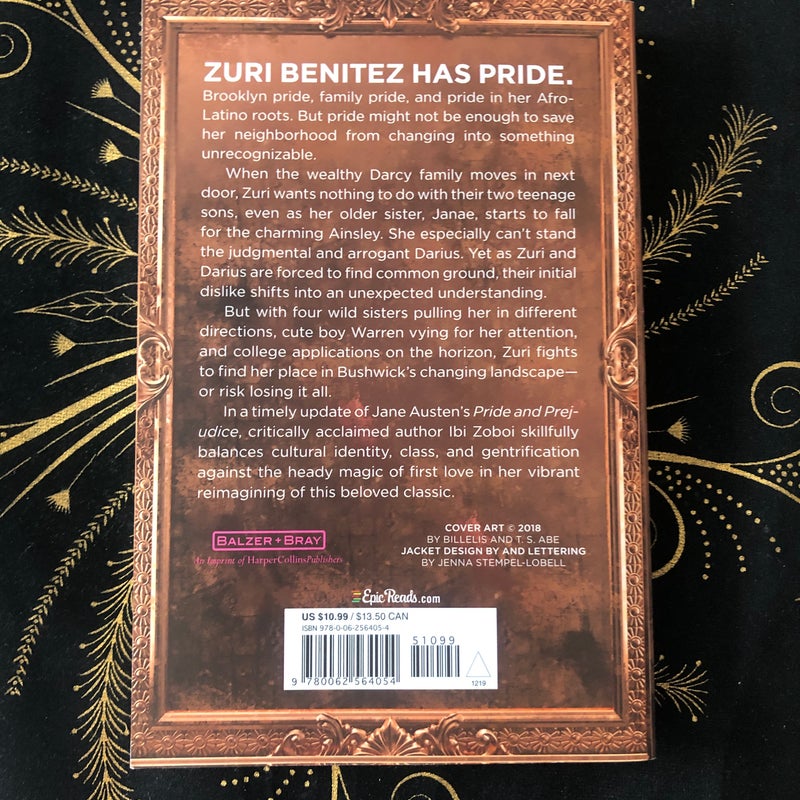 ZURI BENITEZ HAS PRIDE.
Brooklyn pride, family pride, and pride in her Afro-
Latino roots. But pride might not be enough to save
her neighborhood from changing into something
unrecognizable.
When the wealthy Darcy family moves in next
door, Zuri wants nothing to do with their two teenage
sons, even as her older sister, Janae, starts to fall
for the charming Ainsley. She especially can't stand
the judgmental and arrogant Darius. Yet as Zuri and
Darius are forced to find common ground, their initial
dislike shifts into an unexpected understanding.
But with four wild sisters pulling her in different
directions, cute boy Warren vying for her attention,
and college applications on the horizon, Zuri fights
to find her place in Bushwick's changing landscape—
or risk losing it all.
In a timely update of Jane Austen's Pride and Prej-
udice, critically acclaimed author Ibi Zoboi skillfully
balances cultural identity, class, and gentrification
against the heady magic of first love in her vibrant
reimagining of this beloved classic.
BALZER + BRAY
An Imprint of HarperCollinsPublishers
COVER ART © 2018
BY BILLELIS AND T. S. ABE
JACKET DESIGN BY AND LETTERING
BY JENNA STEMPEL-LOBELL
EpicReads.com
US $10.99 / $13.50 CAN
ISBN 978-0-06-256405-4
51099
9 780062 564054
1219